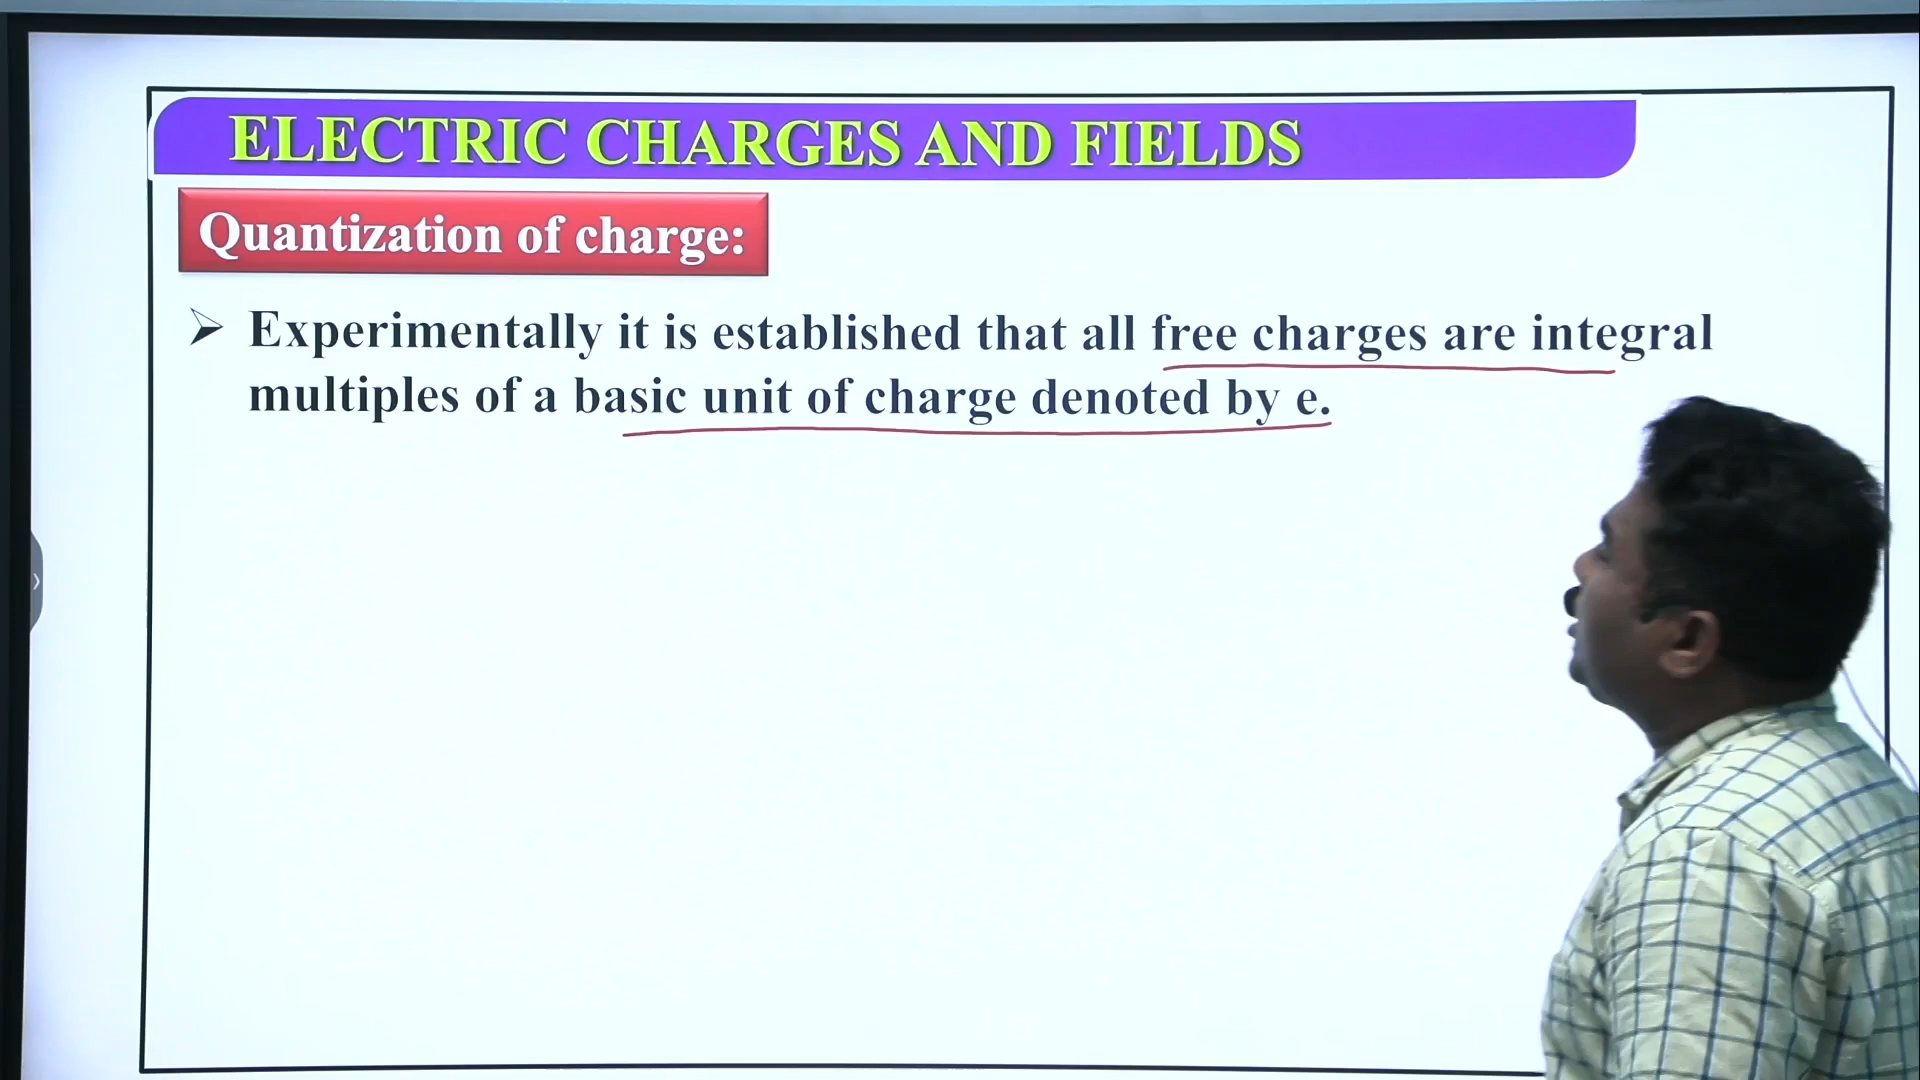 ELECTRIC CHARGES AND FIELDS
Quantization of charge:
➢ Experimentally it is established that all free charges are integral
multiples of a basic unit of charge denoted by e.